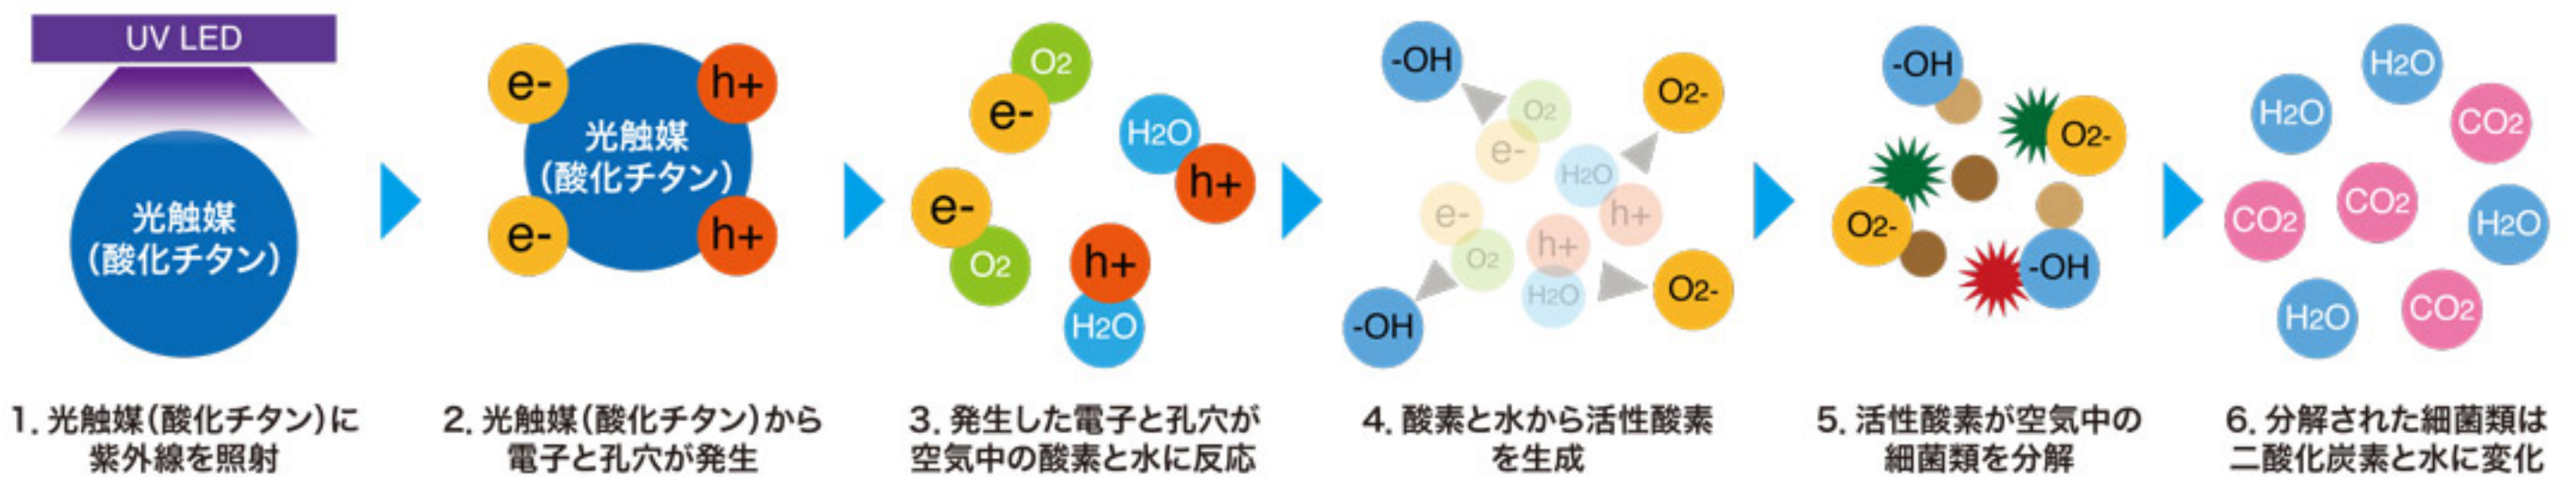 UV LED
光触媒
(酸化チタン)
1. 光触媒(酸化チタン)に
紫外線を照射
e-
h+
光触媒
(酸化チタン)
e-
h+
2. 光触媒(酸化チタン)から
電子と孔穴が発生
O2
e-
H2O
h+
e-
O2
h+
H2O
3. 発生した電子と孔穴が
空気中の酸素と水に反応
-OH
O2-
O2
e-
H2O
h+
e-
O2
h+
H2O
-OH
O2-
4. 酸素と水から活性酸素
を生成
-OH
O2-
O2-
-OH
5. 活性酸素が空気中の
細菌類を分解
H2O
H2O
CO2
CO2
CO2
H2O
H2O
CO2
6. 分解された細菌類は
二酸化炭素と水に変化